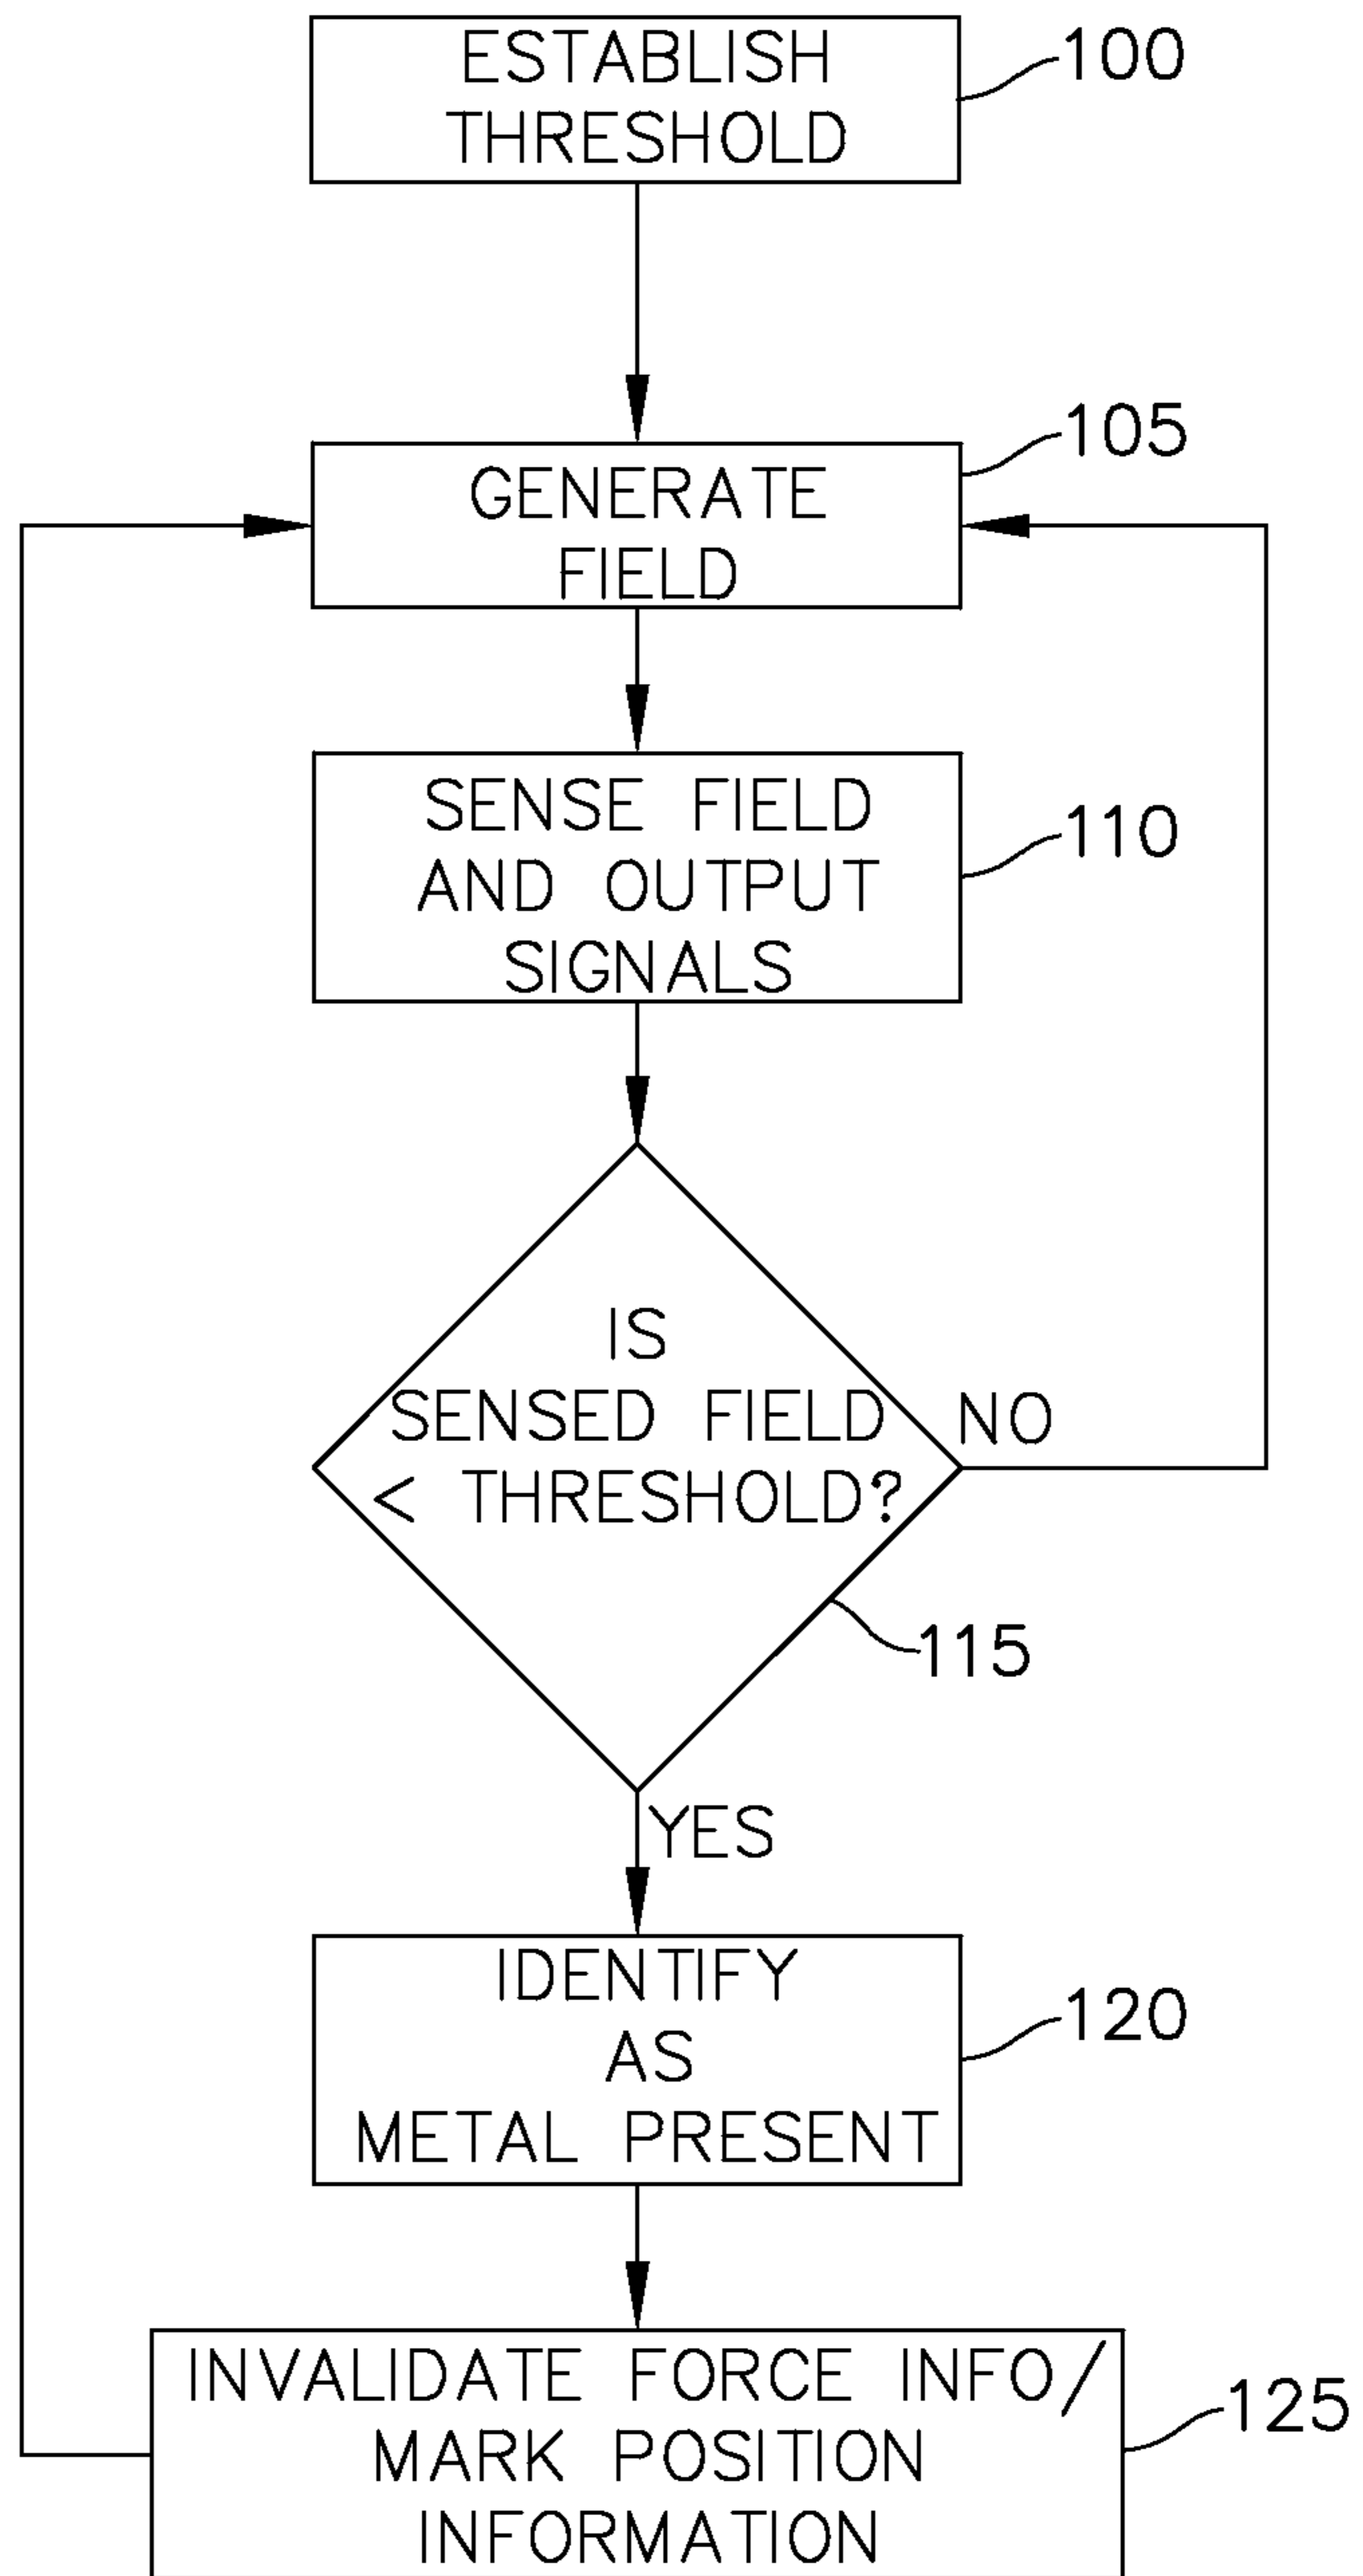 ESTABLISH
THRESHOLD
100
GENERATE
FIELD
105
SENSE FIELD
AND OUTPUT
SIGNALS
110
IS
SENSED FIELD
< THRESHOLD?
NO
115
YES
IDENTIFY
AS
METAL PRESENT
120
INVALIDATE FORCE INFO/
MARK POSITION
INFORMATION
125